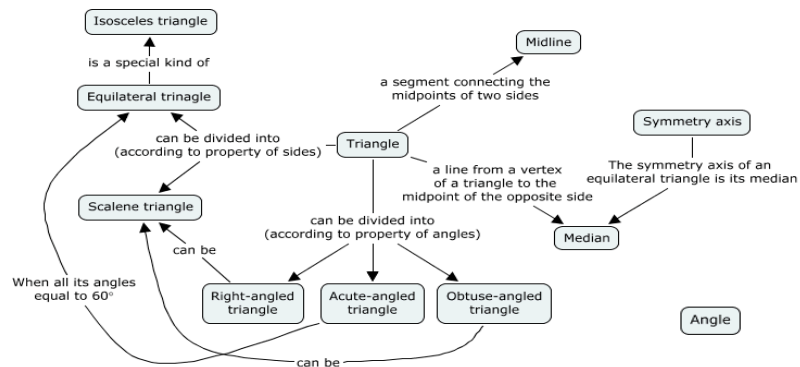 Isosceles triangle
is a special kind of
Equilateral trinagle
Midline
a segment connecting the
midpoints of two sides
can be divided into
(according to property of sides)
Triangle
Symmetry axis
The symmetry axis of an
equilateral triangle is its median
a line from a vertex
of a triangle to the
midpoint of the opposite side
Scalene triangle
can be divided into
(according to property of angles)
Median
can be
When all its angles
equal to 60°
Right-angled
triangle
Acute-angled
triangle
Obtuse-angled
triangle
Angle
can be